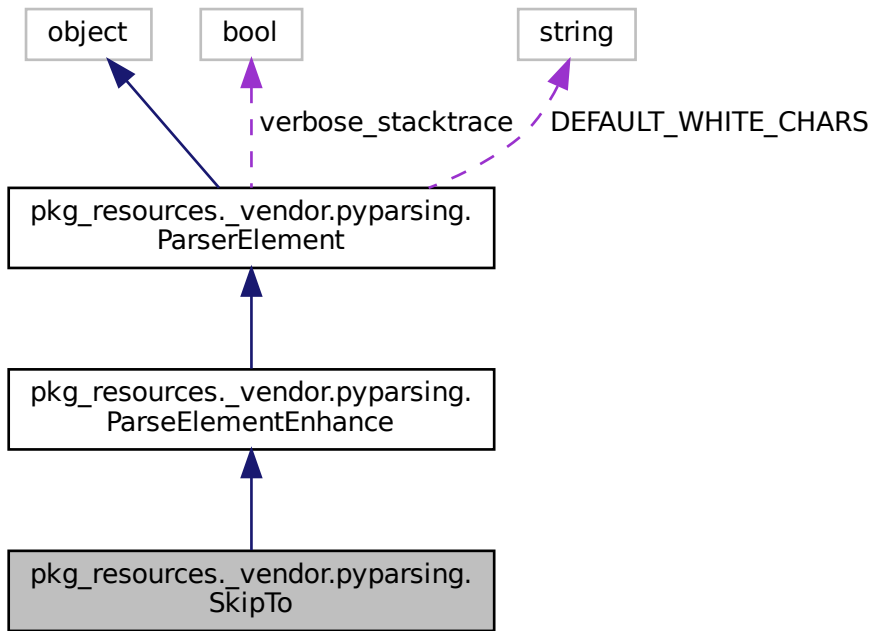 object
bool
string
verbose_stacktrace
DEFAULT_WHITE_CHARS
pkg_resources._vendor.pyparsing.
ParserElement
pkg_resources._vendor.pyparsing.
ParseElementEnhance
pkg_resources._vendor.pyparsing.
SkipTo